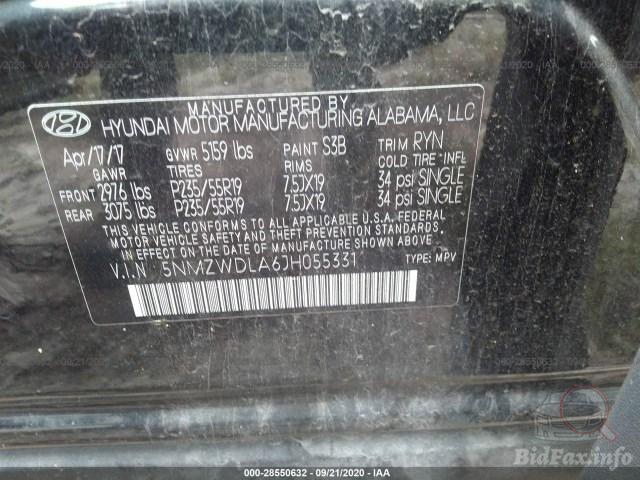 09/21/2020 - IAA
MANUFACTURED BY
HYUNDAI MOTOR MANUFACTURING ALABAMA, LLC
Apr/17/17 GVWR 5159 lbs PAINT S3B TRIM RYN
GAWR TIRES RIMS COLD TIRE INFL
FRONT 2976 lbs P235/55R19 7.5JX19 34 psi SINGLE
REAR 3075 lbs P235/55R19 7.5JX19 34 psi SINGLE
THIS VEHICLE CONFORMS TO ALL APPLICABLE U.S.A. FEDERAL
MOTOR VEHICLE SAFETY AND THEFT PREVENTION STANDARDS
IN EFFECT ON THE DATE OF MANUFACTURE SHOWN ABOVE.
V.I.N 5NMZWDLA6JH055331 TYPE: MPV
000-28550632 - 09/21/2020 - IAA
BidFax.info